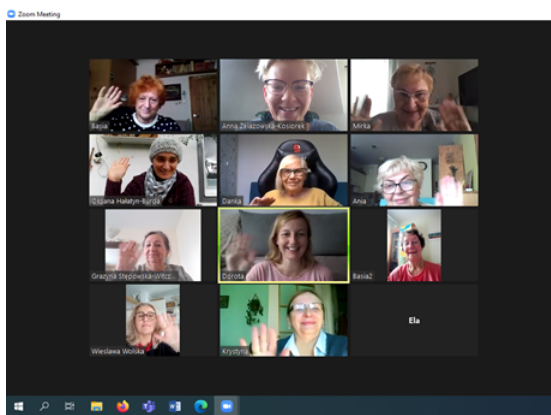 Zoom Meeting
Basia
Anna Żelazowska-Kosiorek
Mirka
Oksana Hałatyn-Burda
Danka
Ania
Grażyna Stępowska-Witcz...
Dorota
Basia2
Wiesława Wolska
Krystyna
Ela